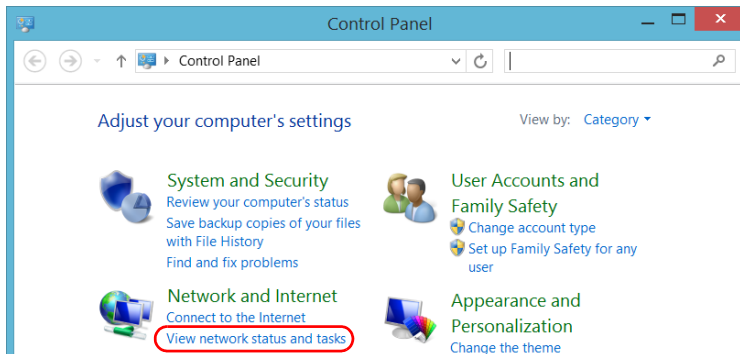 Control Panel
Control Panel
Adjust your computer's settings
View by: Category
System and Security
Review your computer's status
Save backup copies of your files
with File History
Find and fix problems
Network and Internet
Connect to the Internet
View network status and tasks
User Accounts and
Family Safety
Change account type
Set up Family Safety for any
user
Appearance and
Personalization
Change the theme